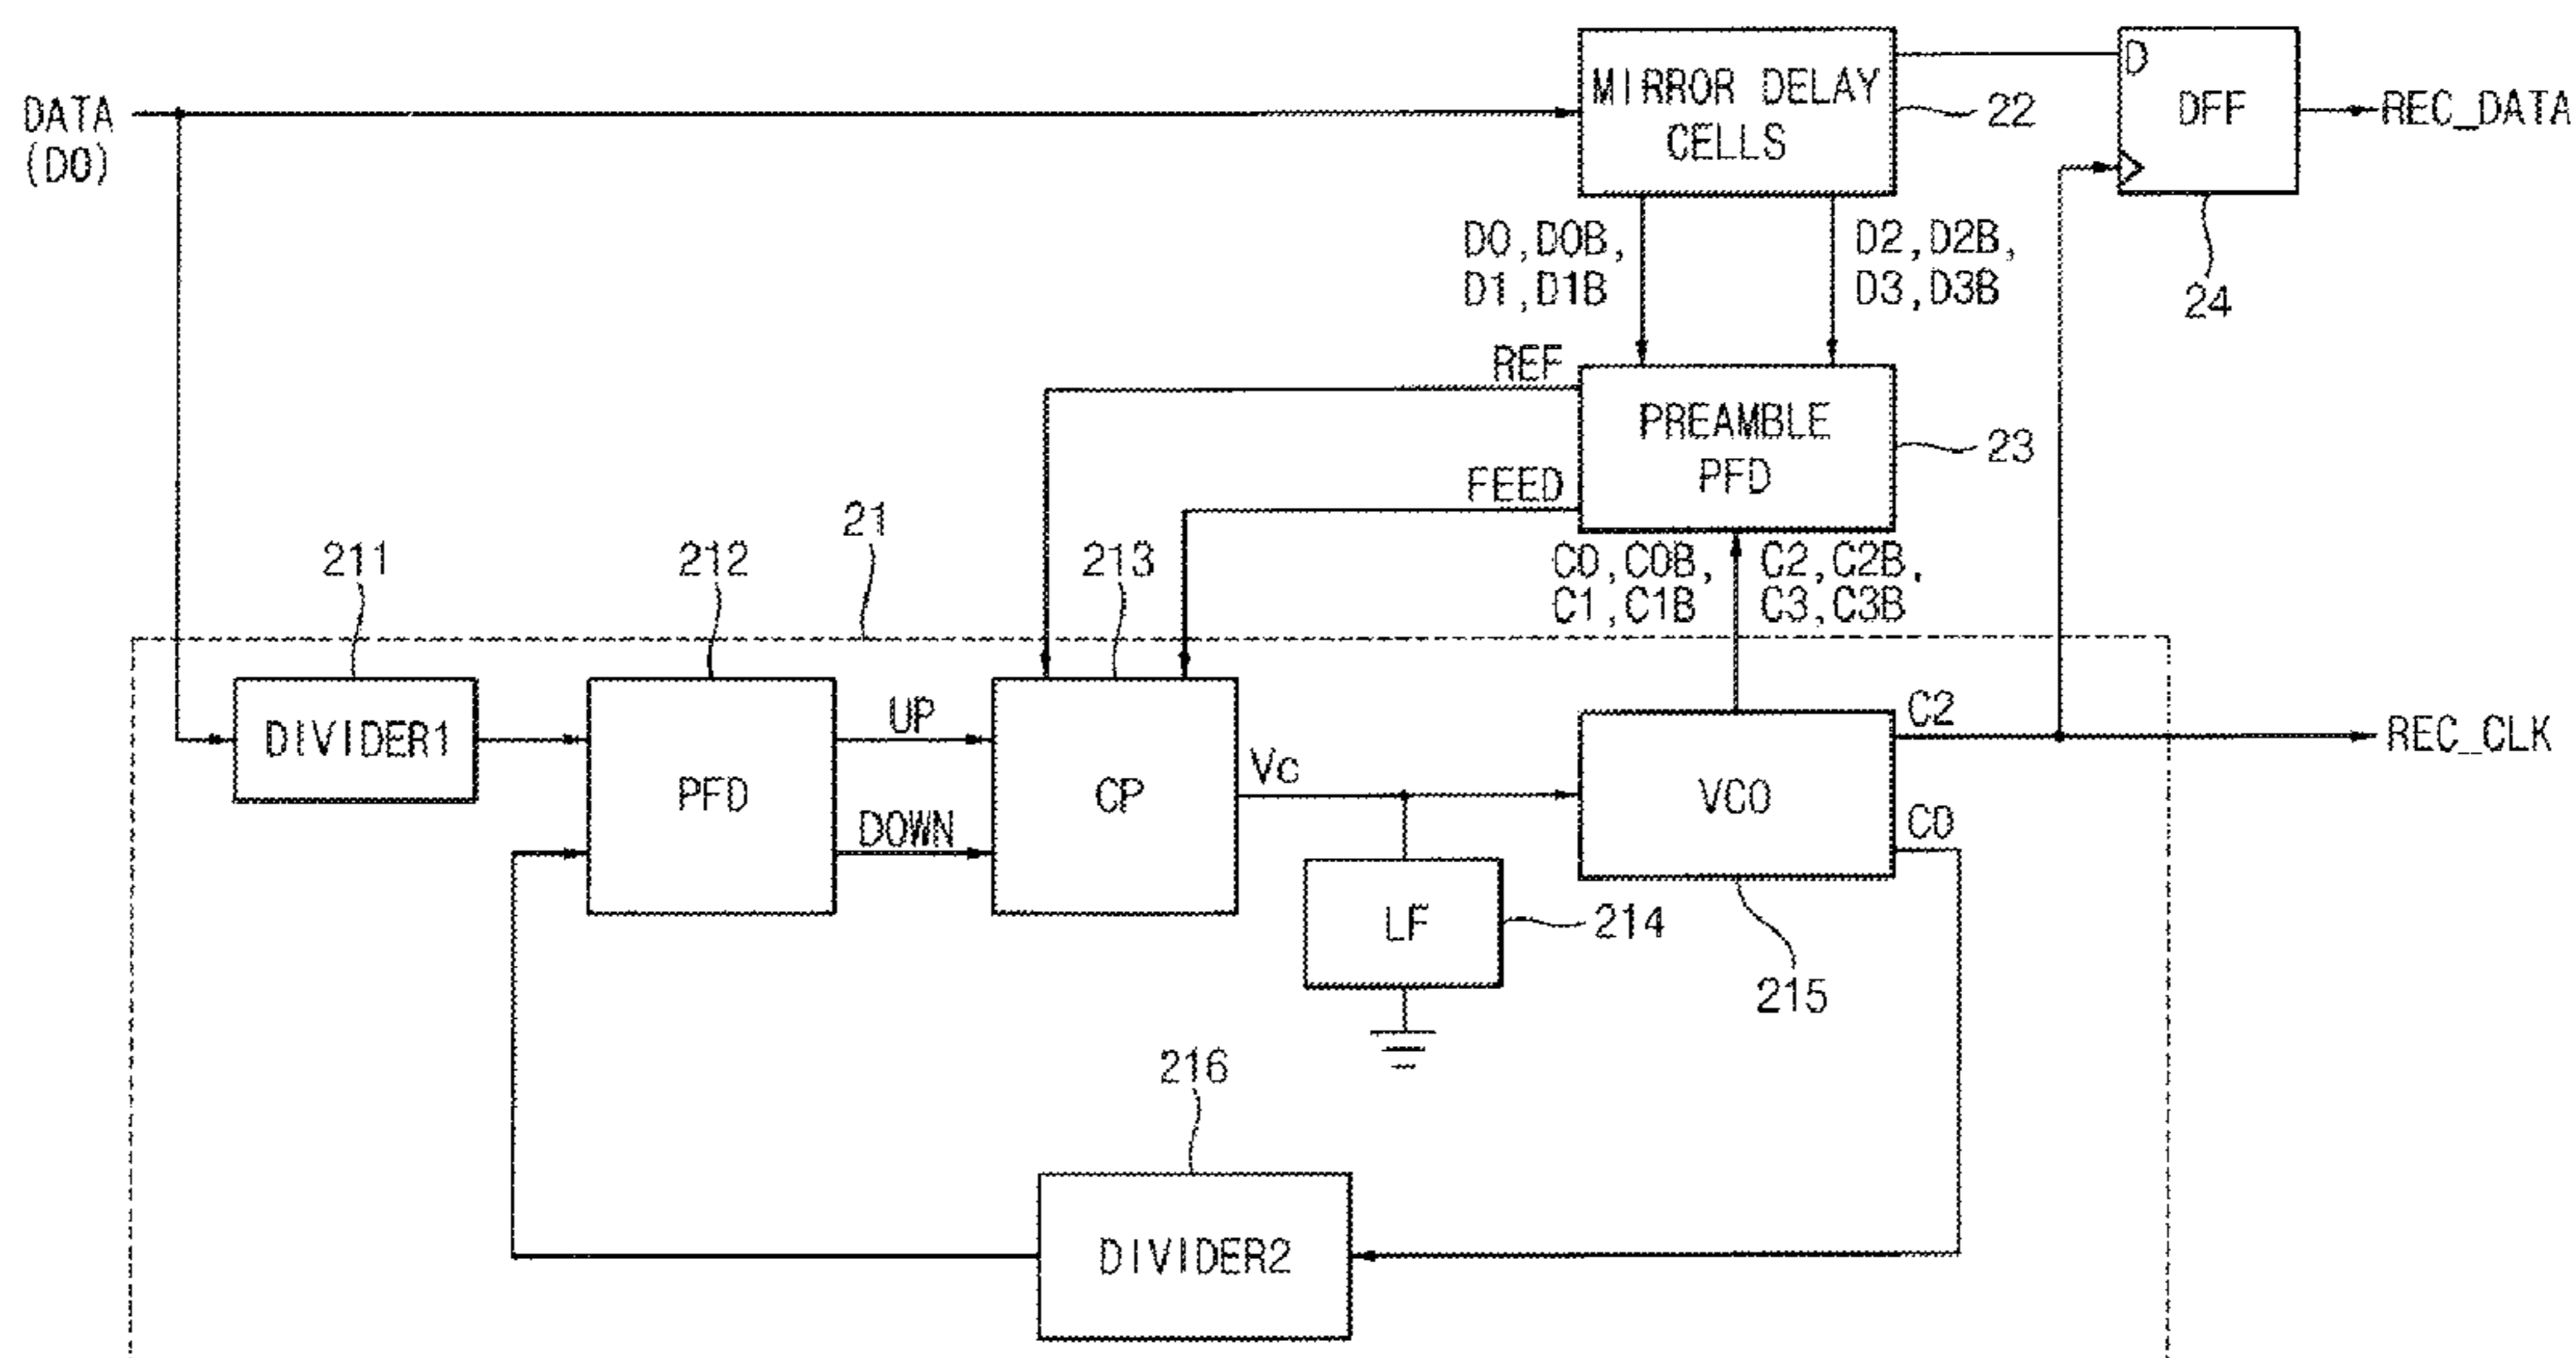 DATA
(D0)
MIRROR DELAY
CELLS
22
D
DFF
REC_DATA
24
D0,D0B,
D1,D1B
D2,D2B,
D3,D3B
REF
FEED
PREAMBLE
PFD
23
C0,C0B,
C1,C1B
C2,C2B,
C3,C3B
21
211
212
213
DIVIDER1
PFD
UP
DOWN
CP
Vc
VCO
C2
C0
REC_CLK
LF
214
215
216
DIVIDER2